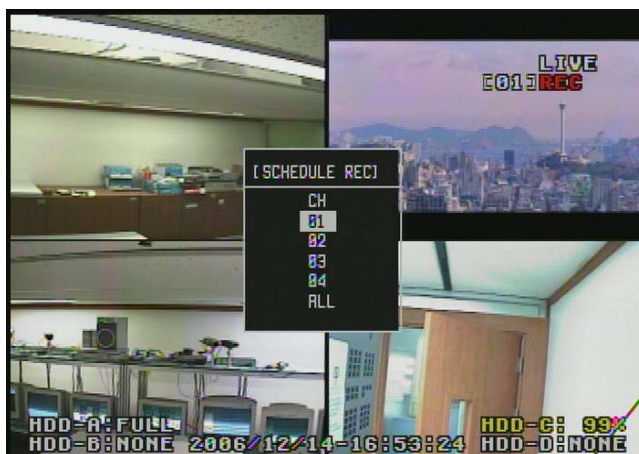 LIVE
[01]REC
[SCHEDULE REC]
CH
01
02
03
04
ALL
HDD-A:FULL HDD-C: 99%
HDD-B:NONE 2006/12/14-16:53:24 HDD-D:NONE